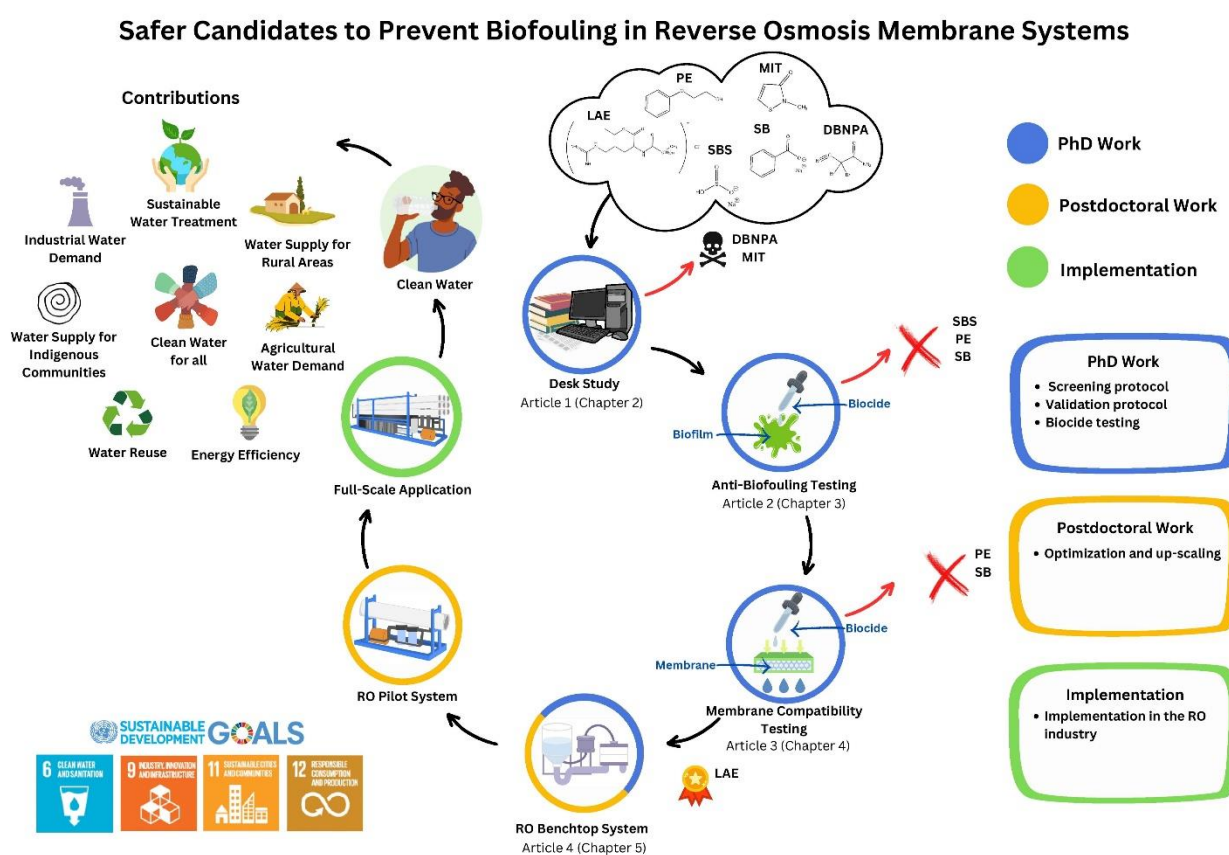 Safer Candidates to Prevent Biofouling in Reverse Osmosis Membrane Systems
Contributions
Sustainable
Water Treatment
Industrial Water
Demand
Water Supply for
Rural Areas
Water Supply for
Indigenous
Communities
Clean Water
for all
Agricultural
Water Demand
Water Reuse
Energy Efficiency
Clean Water
PE
MIT
LAE
SBS
SB
DBNPA
CH₃
DBNPA
MIT
Desk Study
Article 1 (Chapter 2)
SBS
PE
SB
Biocide
Biofilm
Anti-Biofouling Testing
Article 2 (Chapter 3)
PE
SB
Biocide
Membrane
Membrane Compatibility
Testing
Article 3 (Chapter 4)
LAE
RO Benchtop System
Article 4 (Chapter 5)
RO Pilot System
Full-Scale Application
PhD Work
Postdoctoral Work
Implementation
PhD Work
• Screening protocol
• Validation protocol
• Biocide testing
Postdoctoral Work
• Optimization and up-scaling
Implementation
• Implementation in the RO
industry
SUSTAINABLE
DEVELOPMENT
GOALS
6 CLEAN WATER
AND SANITATION
9 INDUSTRY, INNOVATION
AND INFRASTRUCTURE
11 SUSTAINABLE CITIES
AND COMMUNITIES
12 RESPONSIBLE
CONSUMPTION
AND PRODUCTION